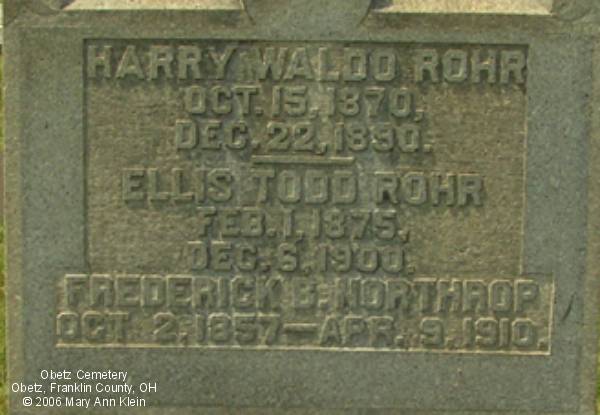 HARRY WALDO ROHR
OCT. 15, 1870,
DEC. 22, 1890.
ELLIS TODD ROHR
FEB. 1, 1875,
DEC. 6, 1900.
FREDERICK B. NORTHROP
OCT. 2, 1857—APR. 9, 1910.
Obetz Cemetery
Obetz, Franklin County, OH
© 2006 Mary Ann Klein